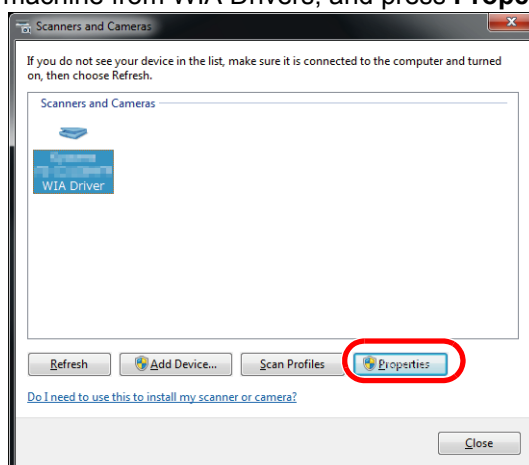 machine from WIA Drivers, and press Prope
Scanners and Cameras
If you do not see your device in the list, make sure it is connected to the computer and turned
on, then choose Refresh.
Scanners and Cameras
WIA Driver
Refresh Add Device... Scan Profiles Properties
Do I need to use this to install my scanner or camera?
Close